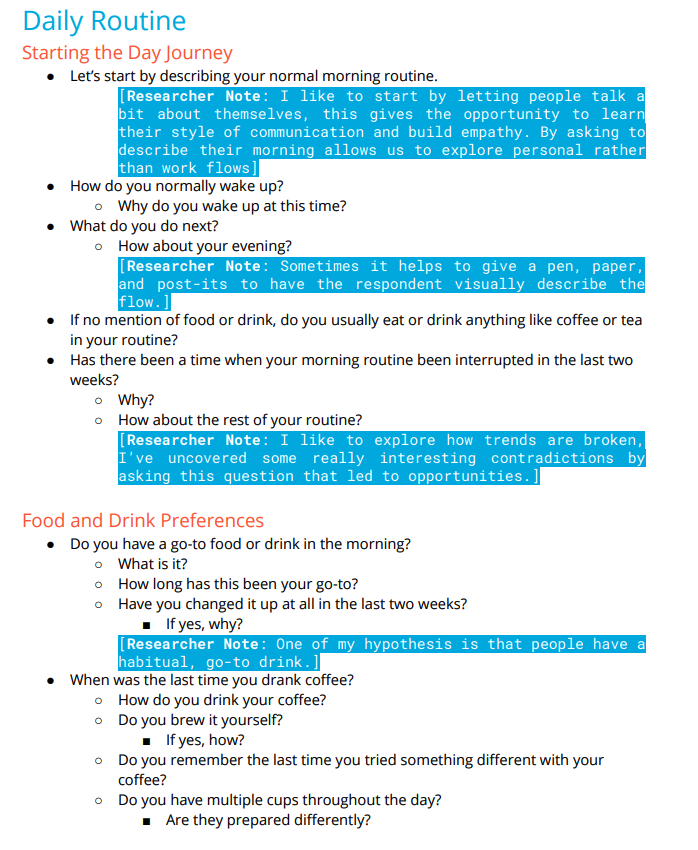 Daily Routine
Starting the Day Journey
● Let's start by describing your normal morning routine.
[Researcher Note: I like to start by letting people talk a
bit about themselves, this gives the opportunity to learn
their style of communication and build empathy. By asking to
describe their morning allows us to explore personal rather
than work flows]
● How do you normally wake up?
○ Why do you wake up at this time?
● What do you do next?
○ How about your evening?
[Researcher Note: Sometimes it helps to give a pen, paper,
and post-its to have the respondent visually describe the
flow.]
● If no mention of food or drink, do you usually eat or drink anything like coffee or tea
in your routine?
● Has there been a time when your morning routine been interrupted in the last two
weeks?
○ Why?
○ How about the rest of your routine?
[Researcher Note: I like to explore how trends are broken,
I've uncovered some really interesting contradictions by
asking this question that led to opportunities.]
Food and Drink Preferences
● Do you have a go-to food or drink in the morning?
○ What is it?
○ How long has this been your go-to?
○ Have you changed it up at all in the last two weeks?
■ If yes, why?
[Researcher Note: One of my hypothesis is that people have a
habitual, go-to drink.]
● When was the last time you drank coffee?
○ How do you drink your coffee?
○ Do you brew it yourself?
■ If yes, how?
○ Do you remember the last time you tried something different with your
coffee?
○ Do you have multiple cups throughout the day?
■ Are they prepared differently?